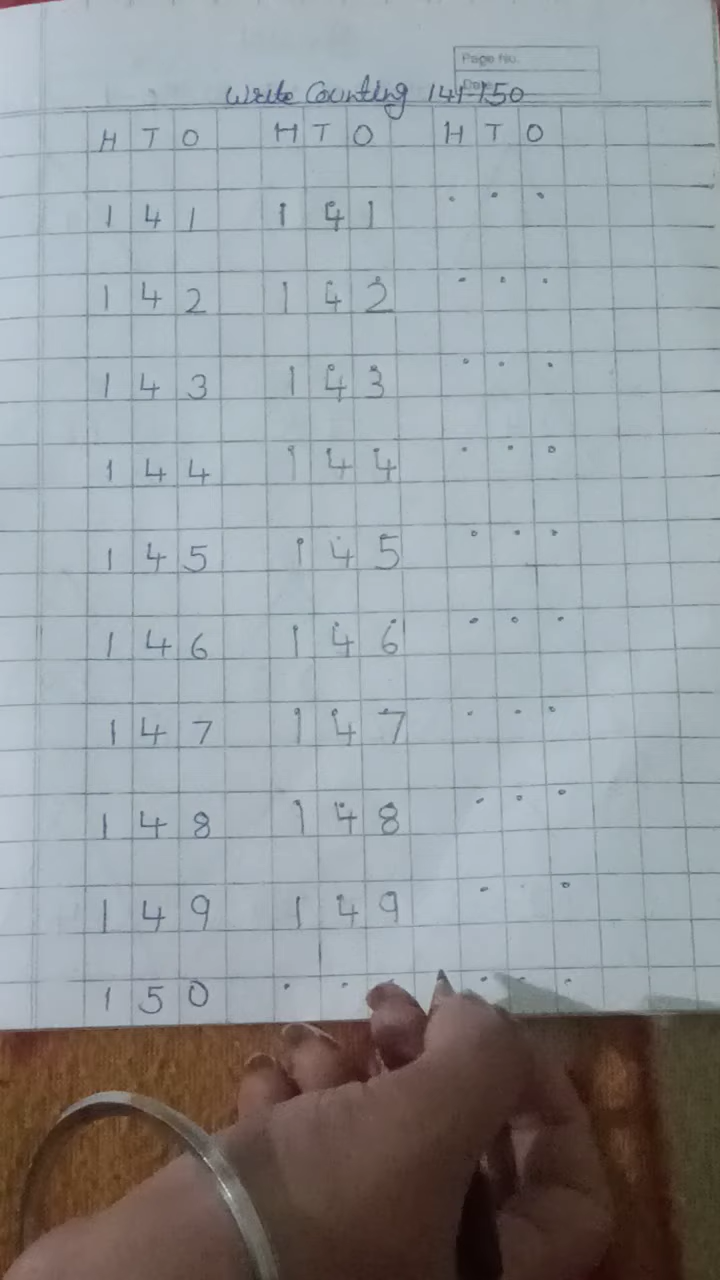 Page No.
Date
Write Counting 141-150
H T O H T O H T O
1 4 1 1 4 1 . . .
1 4 2 1 4 2 . . .
1 4 3 1 4 3 . . .
1 4 4 1 4 4 . . .
1 4 5 1 4 5 . . .
1 4 6 1 4 6 . . .
1 4 7 1 4 7 . . .
1 4 8 1 4 8 . . .
1 4 9 1 4 9 . . .
1 5 0 . . . . .